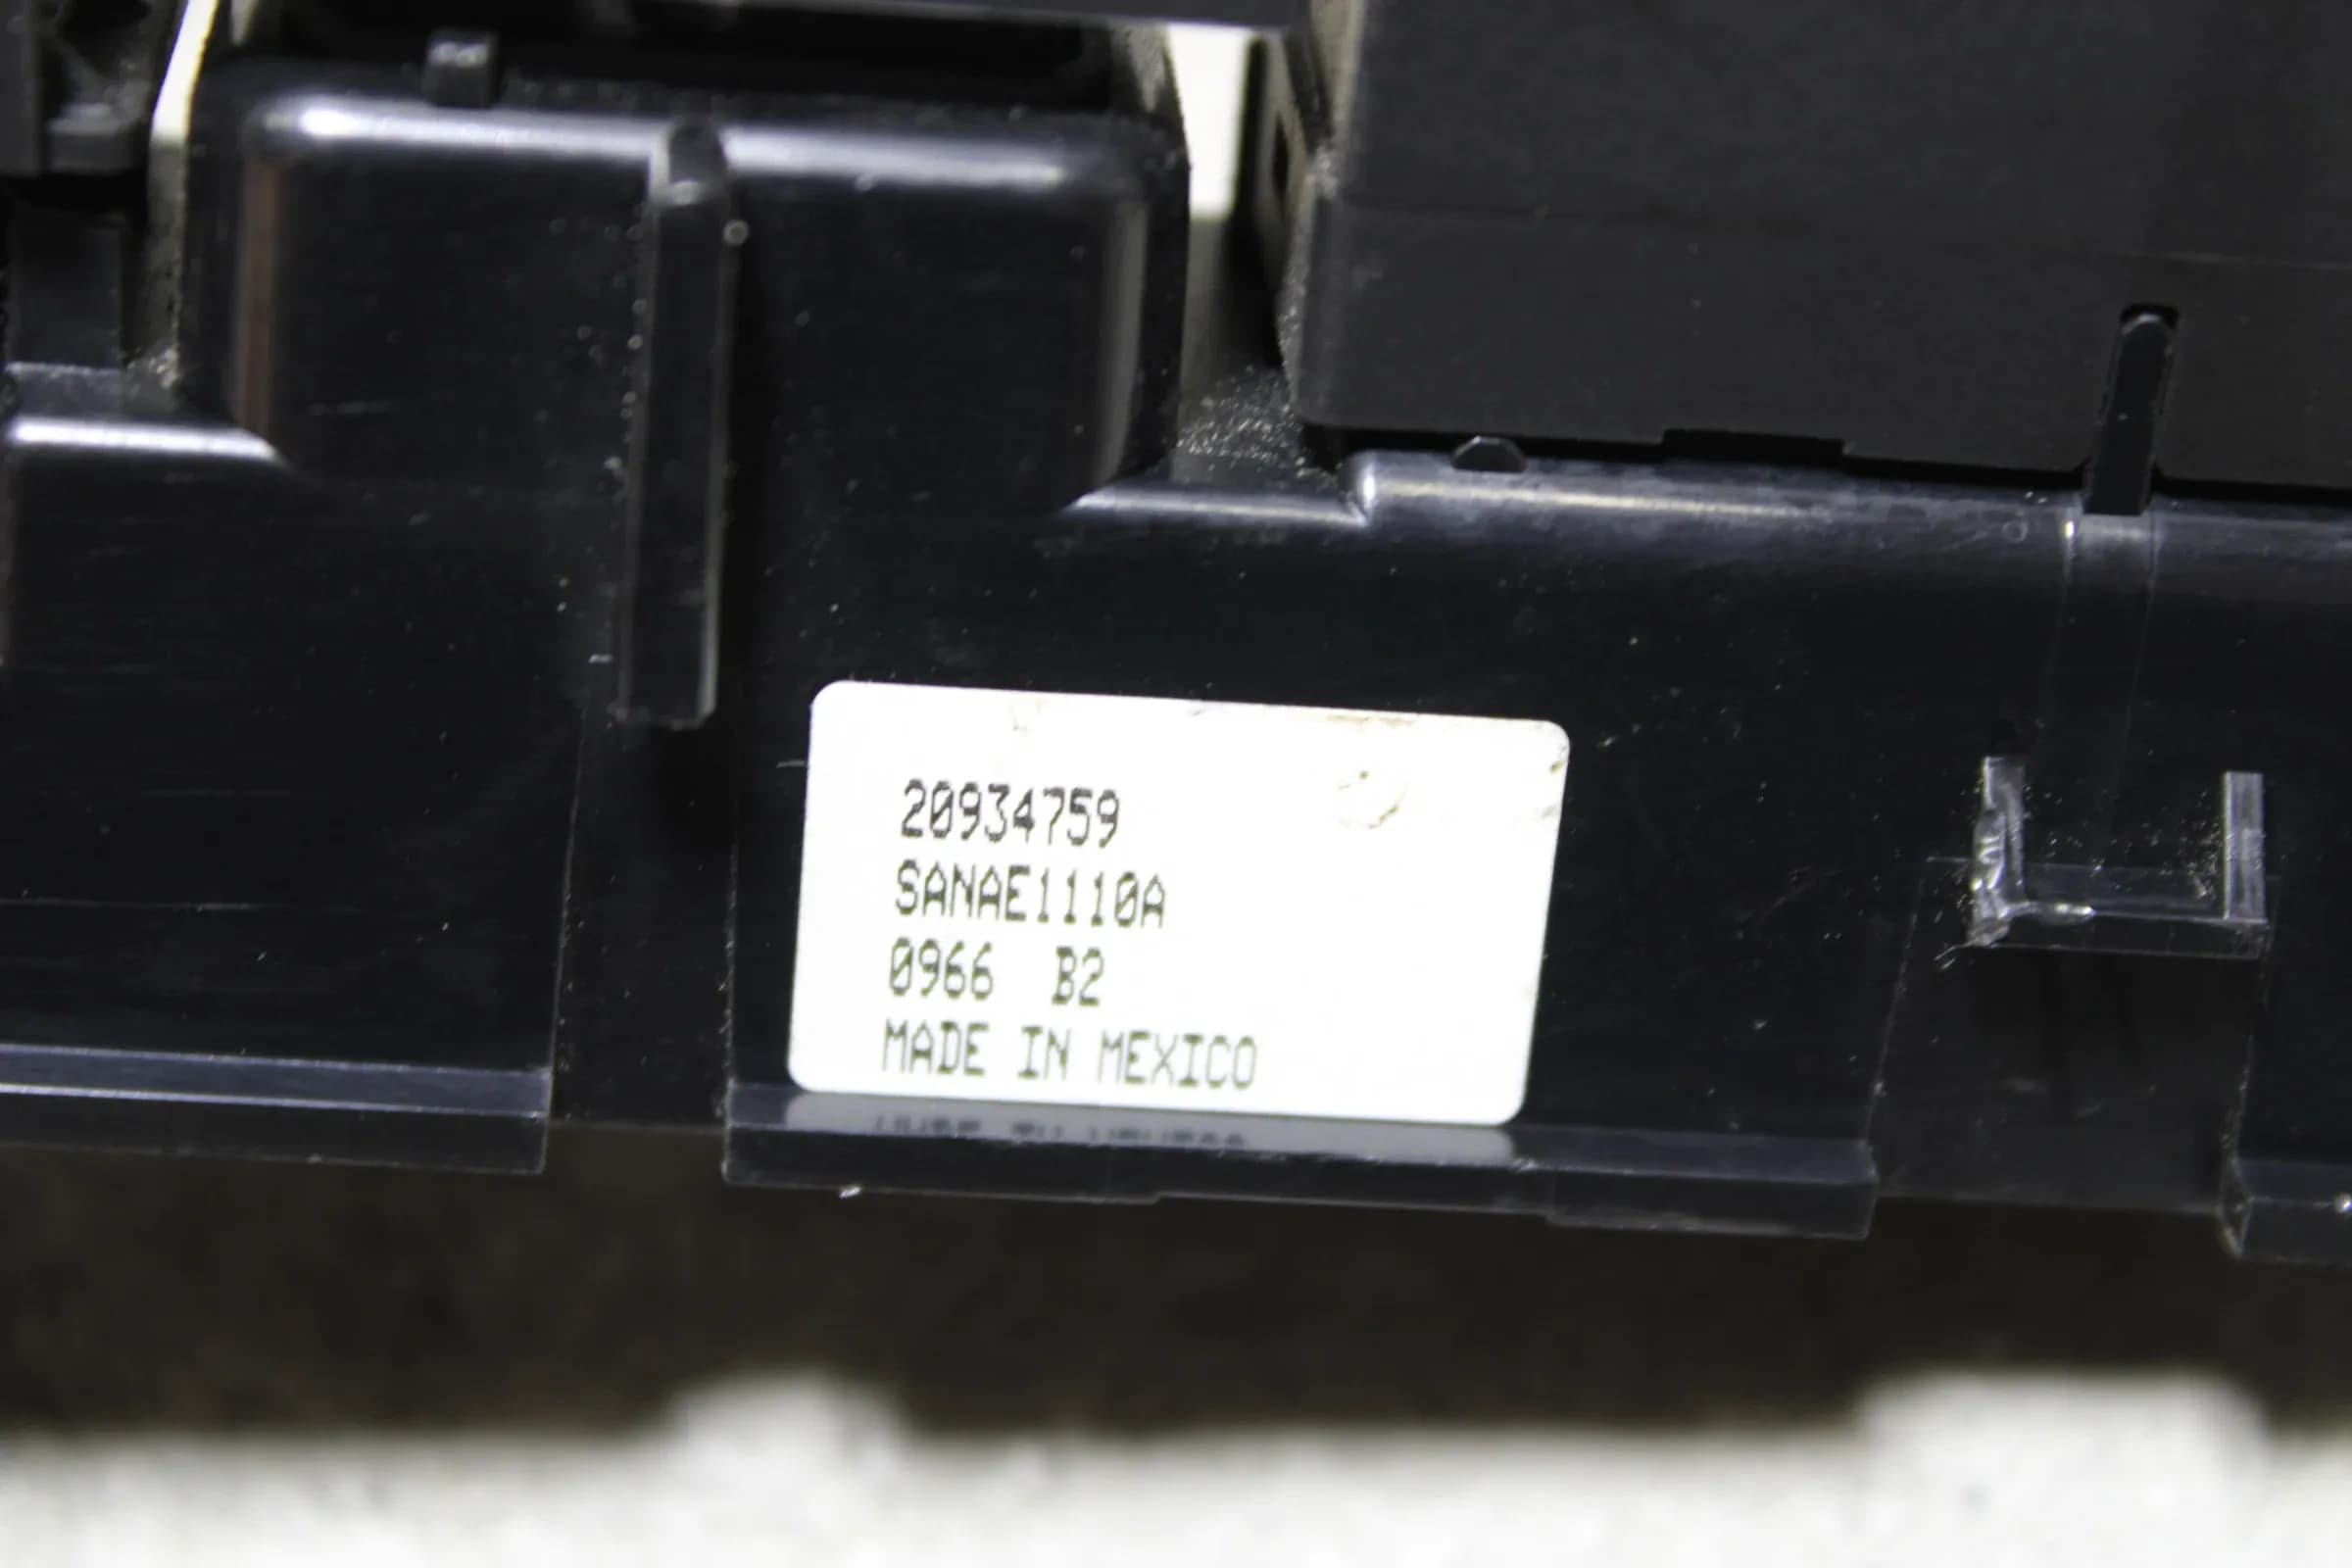 20934759
SANAE1110A
0966 B2
MADE IN MEXICO